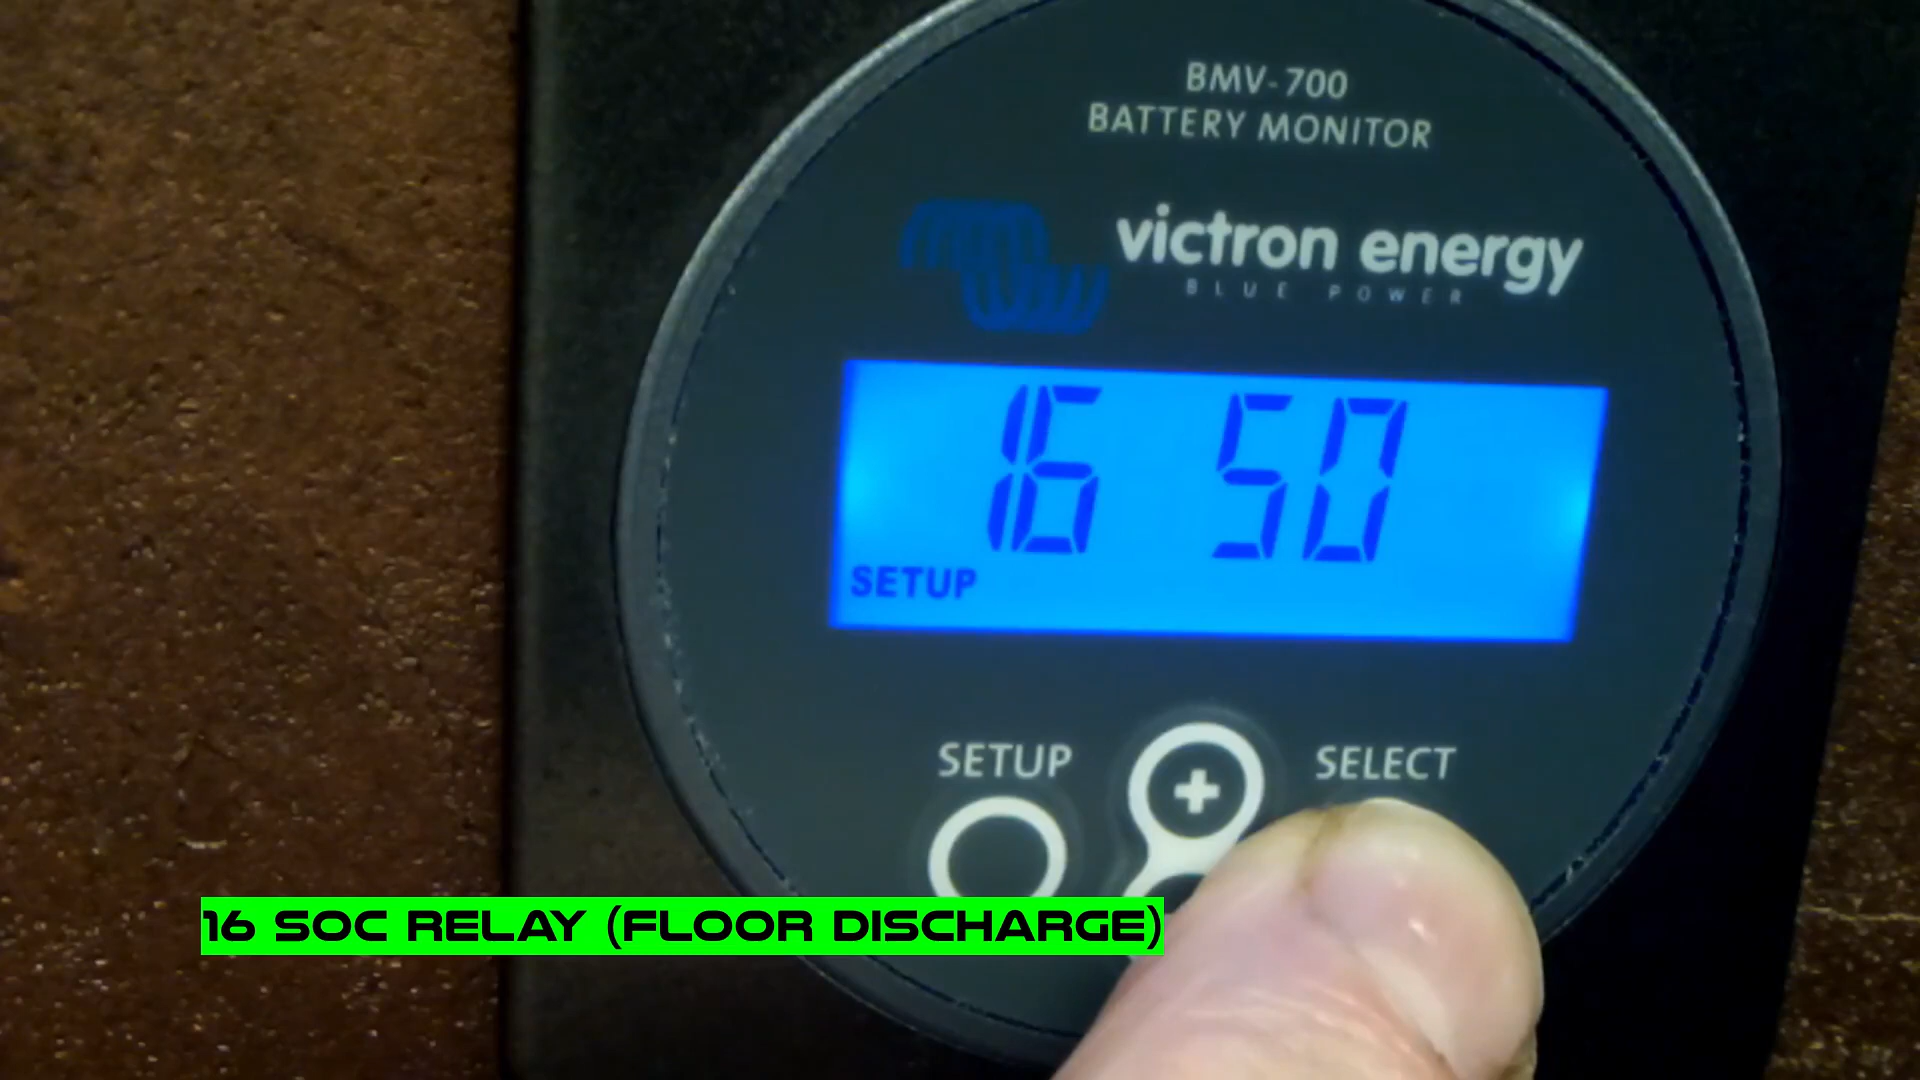 BMV-700
BATTERY MONITOR
victron energy
BLUE POWER
16 50
SETUP
SETUP
+
SELECT
16 SOC RELAY (FLOOR DISCHARGE)